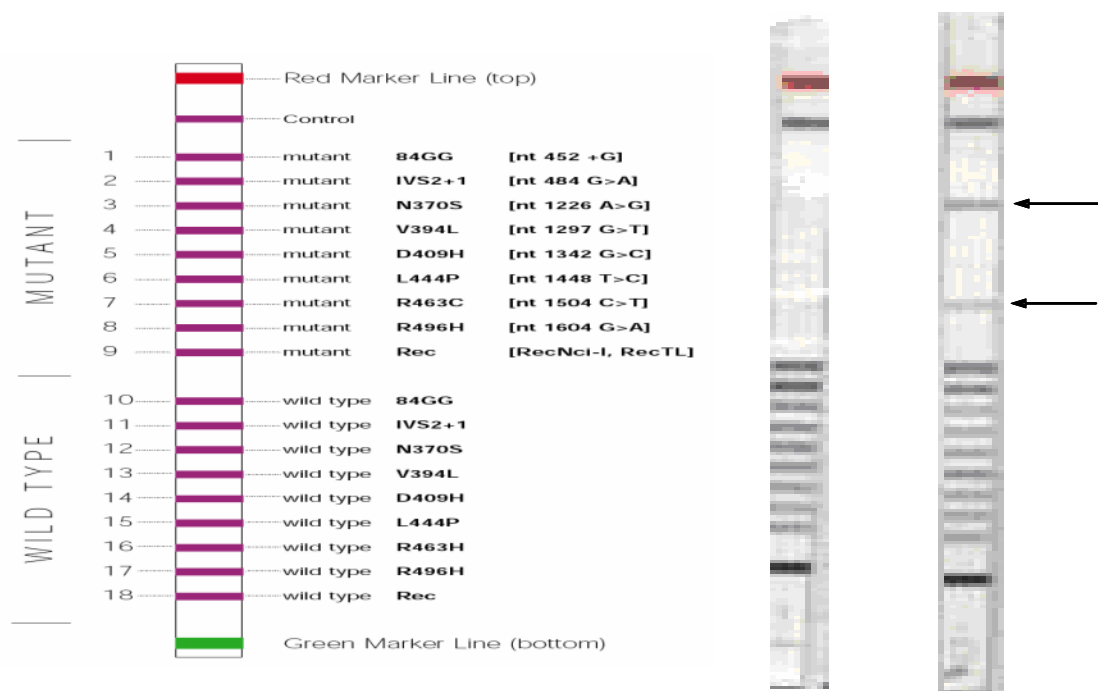 Red Marker Line (top)
Control
MUTANT
1 mutant 84GG [nt 452 +G]
2 mutant IVS2+1 [nt 484 G>A]
3 mutant N370S [nt 1226 A>G]
4 mutant V394L [nt 1297 G>T]
5 mutant D409H [nt 1342 G>C]
6 mutant L444P [nt 1448 T>C]
7 mutant R463C [nt 1504 C>T]
8 mutant R496H [nt 1604 G>A]
9 mutant Rec [RecNci-I, RecTL]
WILD TYPE
10 wild type 84GG
11 wild type IVS2+1
12 wild type N370S
13 wild type V394L
14 wild type D409H
15 wild type L444P
16 wild type R463H
17 wild type R496H
18 wild type Rec
Green Marker Line (bottom)